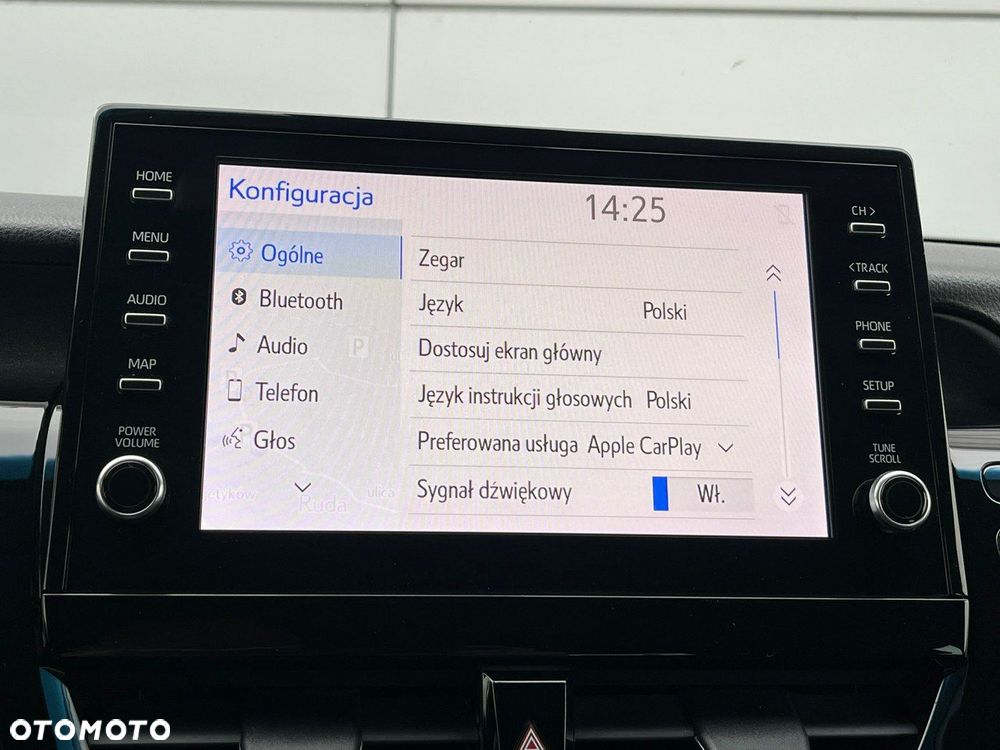 HOME
MENU
AUDIO
MAP
POWER
VOLUME
Konfiguracja
14:25
Ogólne
Bluetooth
Audio
Telefon
Głos
Zegar
Język Polski
Dostosuj ekran główny
Język instrukcji głosowych Polski
Preferowana usługa Apple CarPlay
Sygnał dźwiękowy Wł.
P
etyków
Ruda
ulica
CH >
< TRACK
PHONE
SETUP
TUNE
SCROLL
OTOMOTO